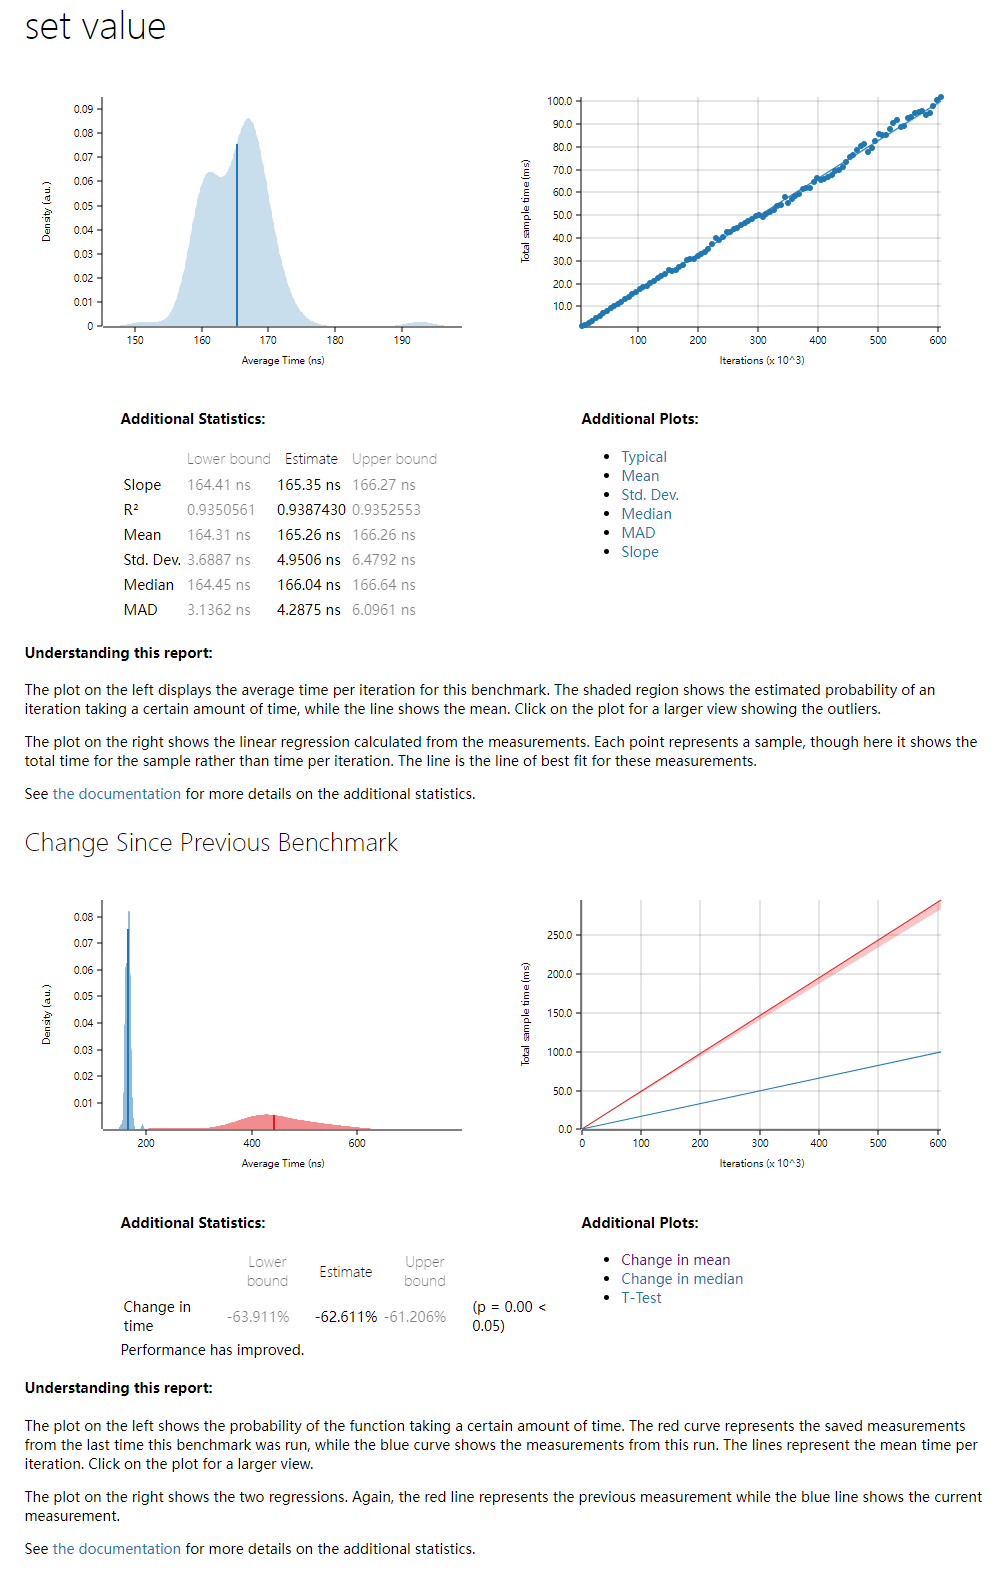 set value
Density (a.u.)
0.09
0.08
0.07
0.06
0.05
0.04
0.03
0.02
0.01
0
150 160 170 180 190
Average Time (ns)
Total sample time (ms)
100.0
90.0
80.0
70.0
60.0
50.0
40.0
30.0
20.0
10.0
100 200 300 400 500 600
Iterations (x 10^3)
Additional Statistics:
Lower bound Estimate Upper bound
Slope 164.41 ns 165.35 ns 166.27 ns
R² 0.9350561 0.9387430 0.9352553
Mean 164.31 ns 165.26 ns 166.26 ns
Std. Dev. 3.6887 ns 4.9506 ns 6.4792 ns
Median 164.45 ns 166.04 ns 166.64 ns
MAD 3.1362 ns 4.2875 ns 6.0961 ns
Additional Plots:
• Typical
• Mean
• Std. Dev.
• Median
• MAD
• Slope
Understanding this report:
The plot on the left displays the average time per iteration for this benchmark. The shaded region shows the estimated probability of an
iteration taking a certain amount of time, while the line shows the mean. Click on the plot for a larger view showing the outliers.
The plot on the right shows the linear regression calculated from the measurements. Each point represents a sample, though here it shows the
total time for the sample rather than time per iteration. The line is the line of best fit for these measurements.
See the documentation for more details on the additional statistics.
Change Since Previous Benchmark
Density (a.u.)
0.08
0.07
0.06
0.05
0.04
0.03
0.02
0.01
200 400 600
Average Time (ns)
Total sample time (ms)
250.0
200.0
150.0
100.0
50.0
0.0
0 100 200 300 400 500 600
Iterations (x 10^3)
Additional Statistics:
Lower Upper
bound Estimate bound
Change in (p = 0.00 <
time -63.911% -62.611% -61.206% 0.05)
Performance has improved.
Additional Plots:
• Change in mean
• Change in median
• T-Test
Understanding this report:
The plot on the left shows the probability of the function taking a certain amount of time. The red curve represents the saved measurements
from the last time this benchmark was run, while the blue curve shows the measurements from this run. The lines represent the mean time per
iteration. Click on the plot for a larger view.
The plot on the right shows the two regressions. Again, the red line represents the previous measurement while the blue line shows the current
measurement.
See the documentation for more details on the additional statistics.